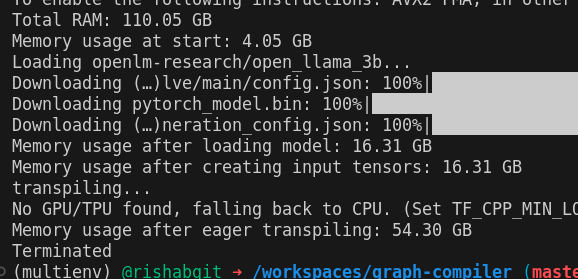 To enable the following instructions: AVX2 FMA, in other
Total RAM: 110.05 GB
Memory usage at start: 4.05 GB
Loading openlm-research/open_llama_3b...
Downloading (…)lve/main/config.json: 100%|
Downloading pytorch_model.bin: 100%|
Downloading (…)neration_config.json: 100%|
Memory usage after loading model: 16.31 GB
Memory usage after creating input tensors: 16.31 GB
transpiling...
No GPU/TPU found, falling back to CPU. (Set TF_CPP_MIN_LO
Memory usage after eager transpiling: 54.30 GB
Terminated
(multienv) @rishabgit → /workspaces/graph-compiler (maste